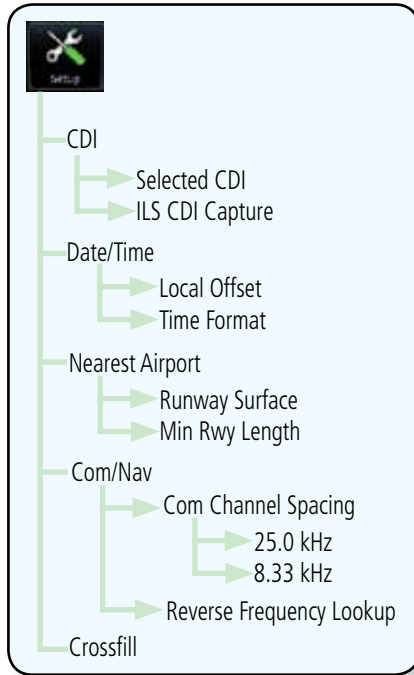 Setup
CDI
Selected CDI
ILS CDI Capture
Date/Time
Local Offset
Time Format
Nearest Airport
Runway Surface
Min Rwy Length
Com/Nav
Com Channel Spacing
25.0 kHz
8.33 kHz
Reverse Frequency Lookup
Crossfill